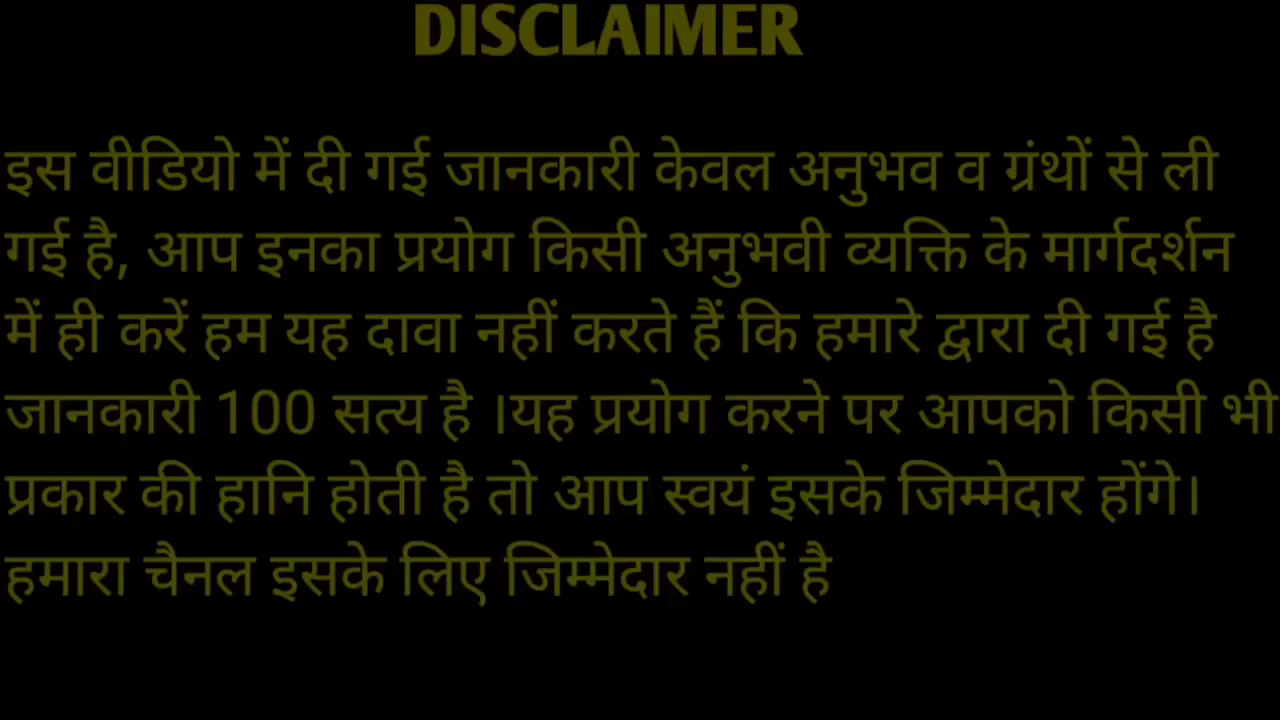 DISCLAIMER
इस वीडियो में दी गई जानकारी केवल अनुभव व ग्रंथों से ली
गई है, आप इनका प्रयोग किसी अनुभवी व्यक्ति के मार्गदर्शन
में ही करें हम यह दावा नहीं करते हैं कि हमारे द्वारा दी गई है
जानकारी 100 सत्य है ।यह प्रयोग करने पर आपको किसी भी
प्रकार की हानि होती है तो आप स्वयं इसके जिम्मेदार होंगे।
हमारा चैनल इसके लिए जिम्मेदार नहीं है